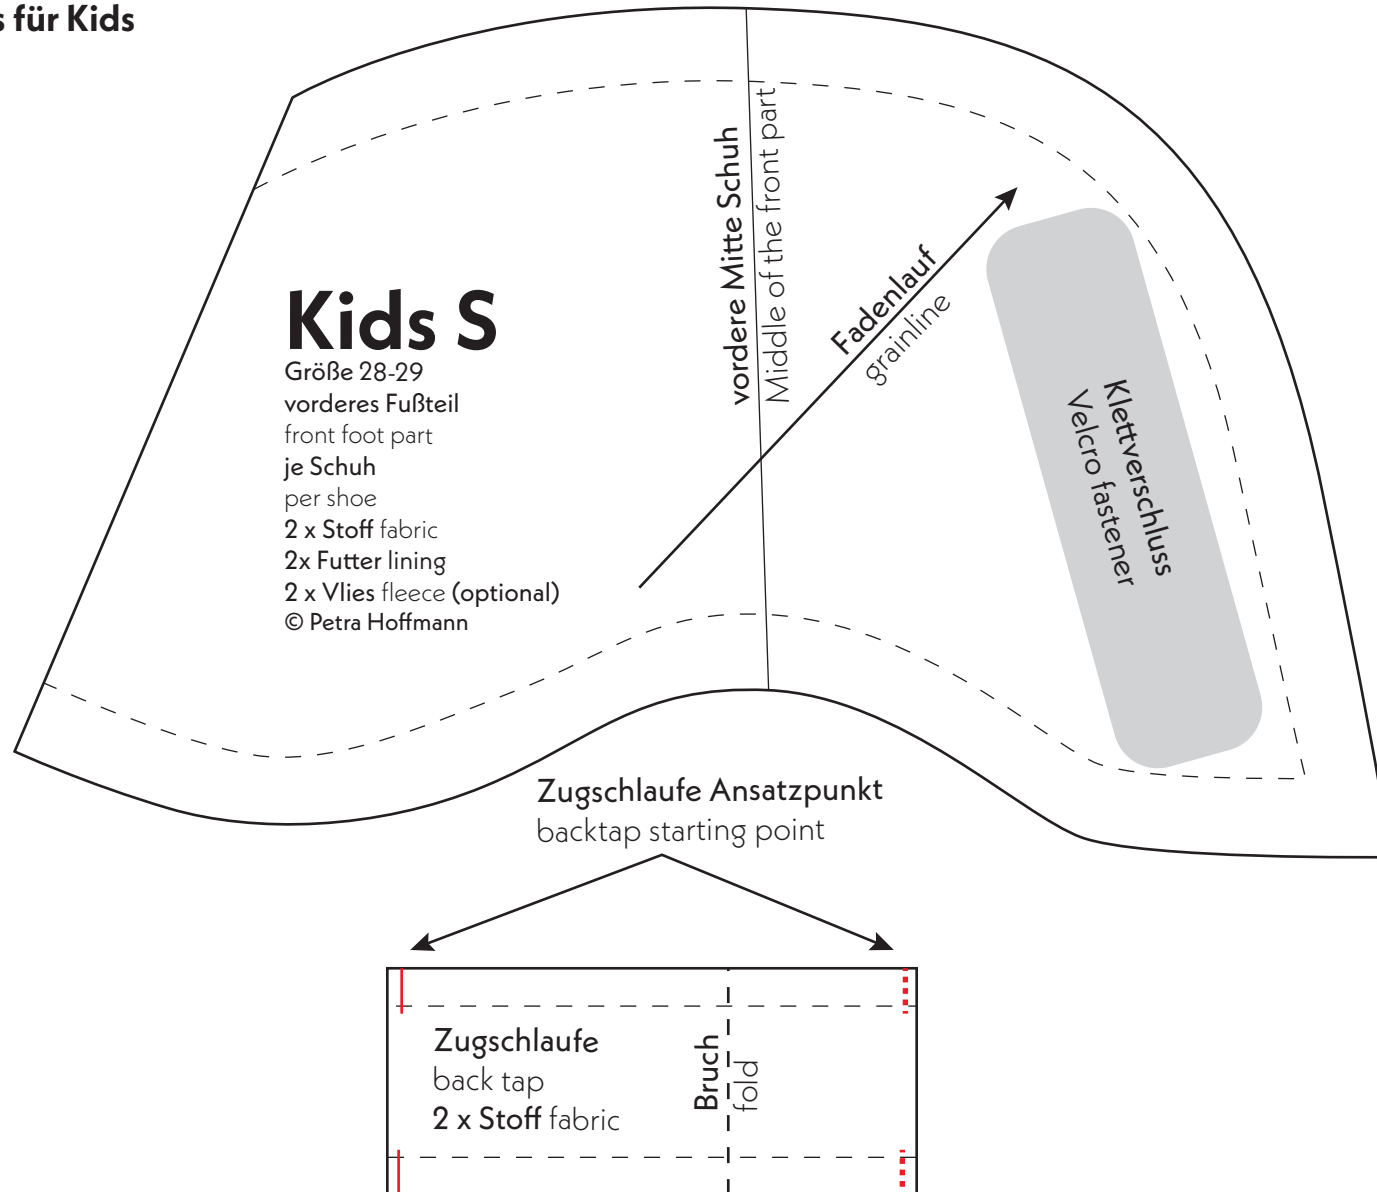 s für Kids
vordere Mitte Schuh
Middle of the front part
Fadenlauf
grainline
Kids S
Größe 28-29
vorderes Fußteil
front foot part
je Schuh
per shoe
2 x Stoff fabric
2x Futter lining
2 x Vlies fleece (optional)
© Petra Hoffmann
Klettverschluss
Velcro fastener
Zugschlaufe Ansatzpunkt
backtap starting point
Zugschlaufe
back tap
2 x Stoff fabric
Bruch
fold